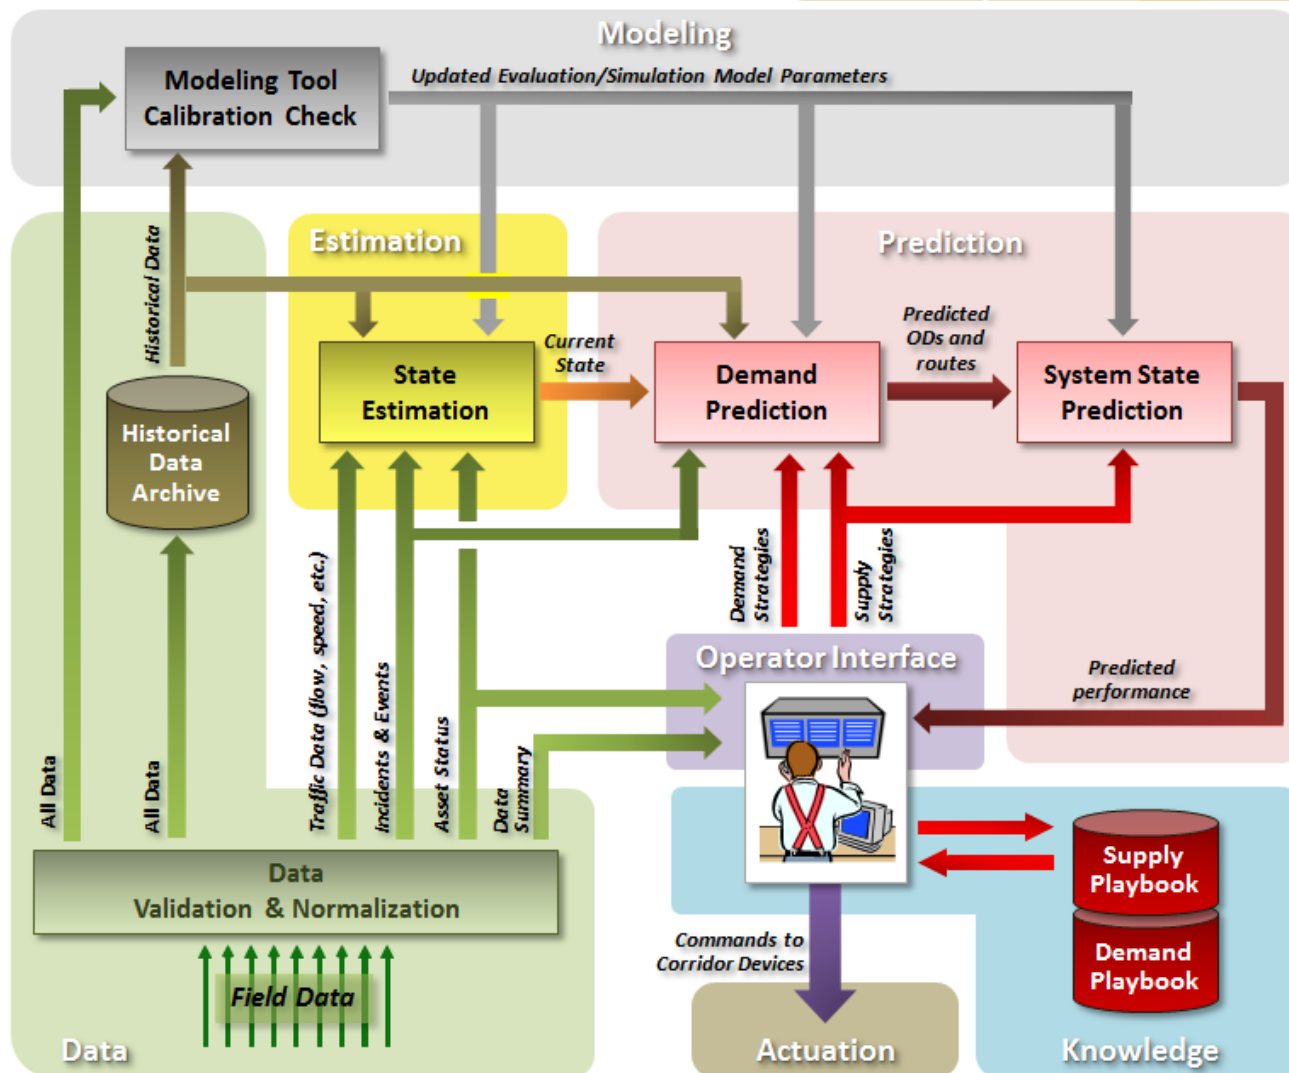 Modeling
Modeling Tool
Calibration Check
Updated Evaluation/Simulation Model Parameters
Historical Data
Estimation
Prediction
State
Estimation
Current
State
Demand
Prediction
Predicted
ODs and
routes
System State
Prediction
Historical
Data
Archive
All Data
All Data
Traffic Data (flow, speed, etc.)
Incidents & Events
Asset Status
Data
Summary
Demand
Strategies
Supply
Strategies
Operator Interface
Predicted
performance
Data
Validation & Normalization
Field Data
Data
Commands to
Corridor Devices
Actuation
Supply
Playbook
Demand
Playbook
Knowledge